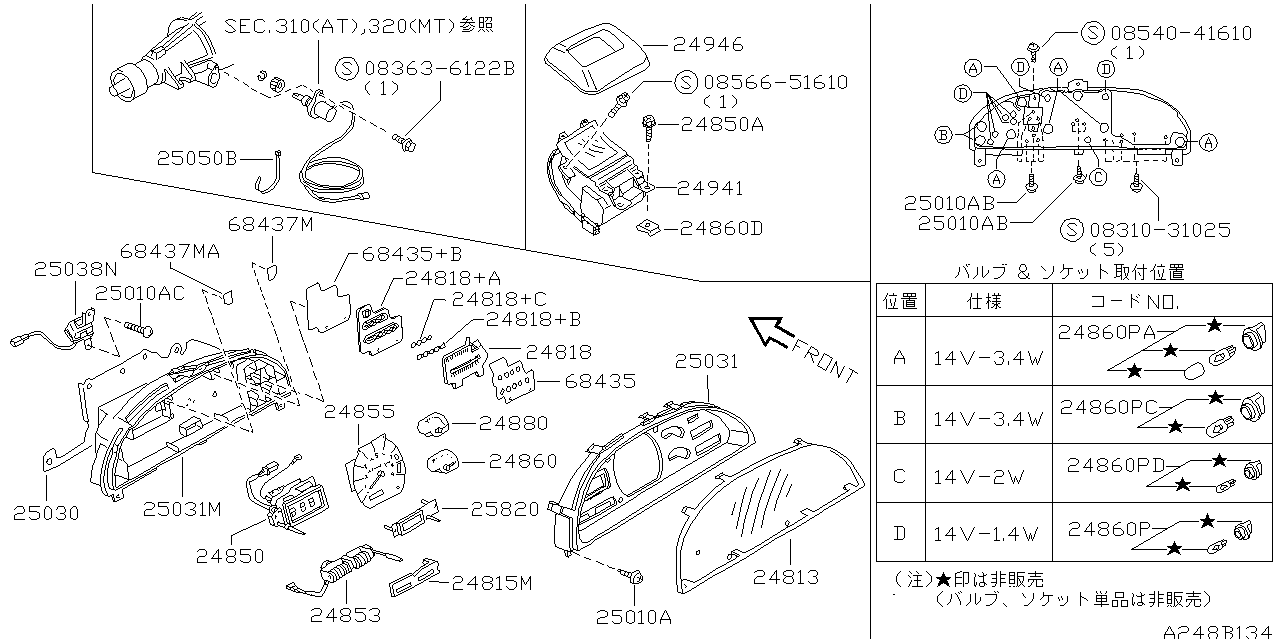 SEC.310(AT),320(MT)参照
Ⓢ08363-6122B
(1)
25050B
24946
Ⓢ08566-51610
(1)
24850A
24941
24860D
Ⓢ08540-41610
(1)
A
D
A
D
D
B
A
A
C
25010AB
25010AB
Ⓢ08310-31025
(5)
バルブ & ソケット取付位置
位置 仕様 コードNO.
A 14V-3.4W 24860PA ★ ★ ★
B 14V-3.4W 24860PC ★ ★
C 14V-2W 24860PD ★ ★
D 14V-1.4W 24860P ★ ★
(注)★印は非販売
(バルブ、ソケット単品は非販売)
68437M
68437MA
25038N
25010AC
68435+B
24818+A
24818+C
24818+B
24818
68435
FRONT
25031
24855
24880
24860
25030
25031M
24850
25820
24853
24815M
25010A
24813
A248B134